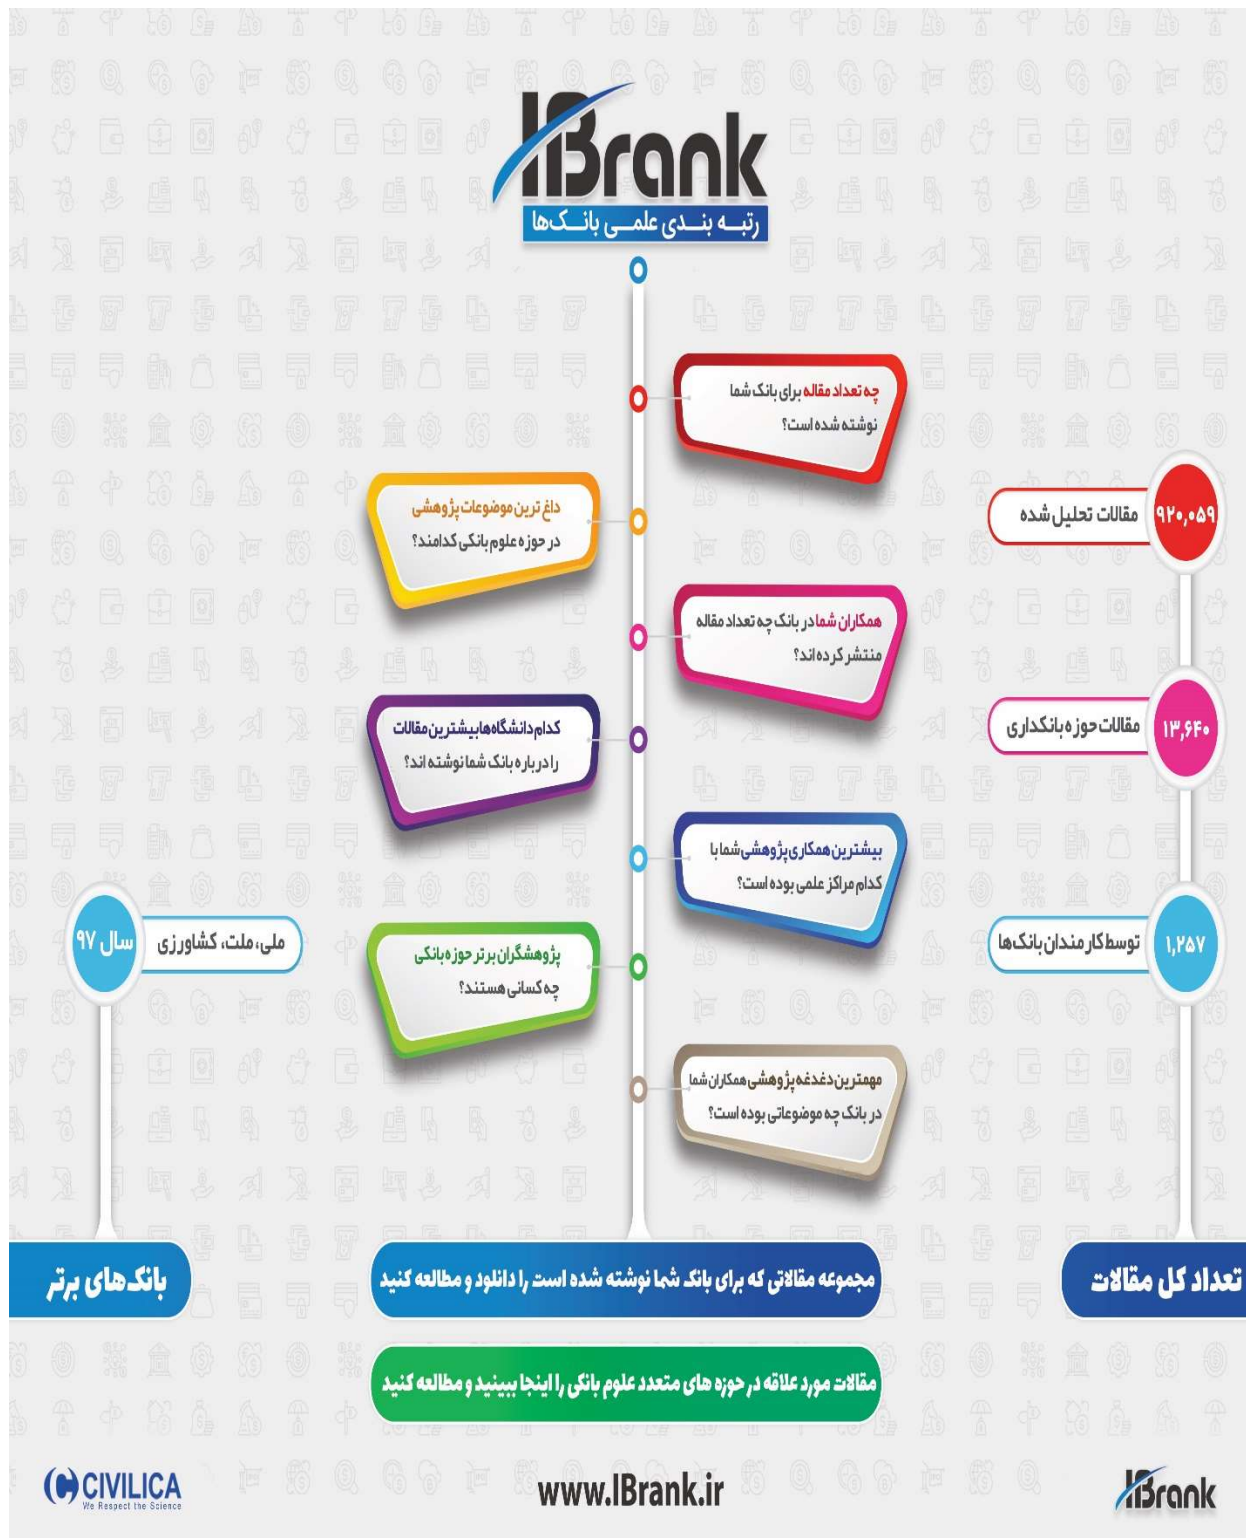 IBrank
رتبه بندی علمی بانک‌ها
چه تعداد مقاله برای بانک شما
نوشته شده است؟
داغ ترین موضوعات پژوهشی
در حوزه علوم بانکی کدامند؟
همکاران شما در بانک چه تعداد مقاله
منتشر کرده اند؟
کدام دانشگاه‌ها بیشترین مقالات
را درباره بانک شما نوشته اند؟
بیشترین همکاری پژوهشی شما با
کدام مراکز علمی بوده است؟
پژوهشگران برتر حوزه بانکی
چه کسانی هستند؟
مهمترین دغدغه پژوهشی همکاران شما
در بانک چه موضوعاتی بوده است؟
۹۲۰,۰۵۹
مقالات تحلیل شده
۱۳,۶۴۰
مقالات حوزه بانکداری
۱,۲۵۷
توسط کارمندان بانک‌ها
تعداد کل مقالات
ملی، ملت، کشاورزی
سال ۹۷
بانک‌های برتر
مجموعه مقالاتی که برای بانک شما نوشته شده است را دانلود و مطالعه کنید
مقالات مورد علاقه در حوزه های متعدد علوم بانکی را اینجا ببینید و مطالعه کنید
CIVILICA
We Respect the Science
www.IBrank.ir
IBrank